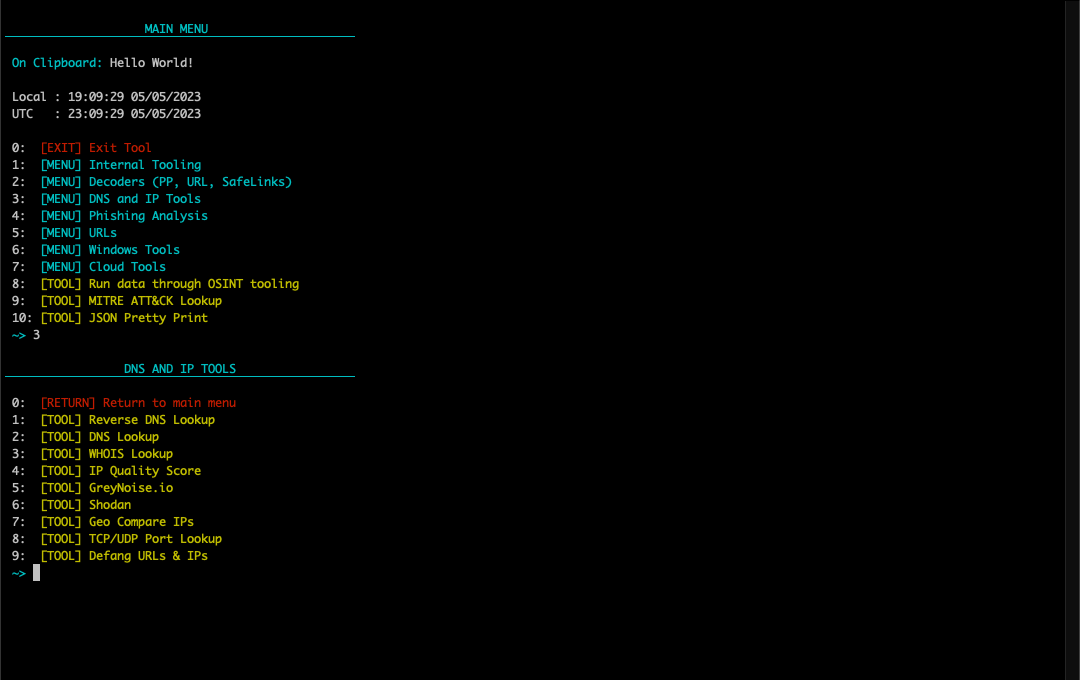 MAIN MENU
On Clipboard: Hello World!
Local : 19:09:29 05/05/2023
UTC   : 23:09:29 05/05/2023
0:  [EXIT] Exit Tool
1:  [MENU] Internal Tooling
2:  [MENU] Decoders (PP, URL, SafeLinks)
3:  [MENU] DNS and IP Tools
4:  [MENU] Phishing Analysis
5:  [MENU] URLs
6:  [MENU] Windows Tools
7:  [MENU] Cloud Tools
8:  [TOOL] Run data through OSINT tooling
9:  [TOOL] MITRE ATT&CK Lookup
10: [TOOL] JSON Pretty Print
~> 3
DNS AND IP TOOLS
0:  [RETURN] Return to main menu
1:  [TOOL] Reverse DNS Lookup
2:  [TOOL] DNS Lookup
3:  [TOOL] WHOIS Lookup
4:  [TOOL] IP Quality Score
5:  [TOOL] GreyNoise.io
6:  [TOOL] Shodan
7:  [TOOL] Geo Compare IPs
8:  [TOOL] TCP/UDP Port Lookup
9:  [TOOL] Defang URLs & IPs
~>